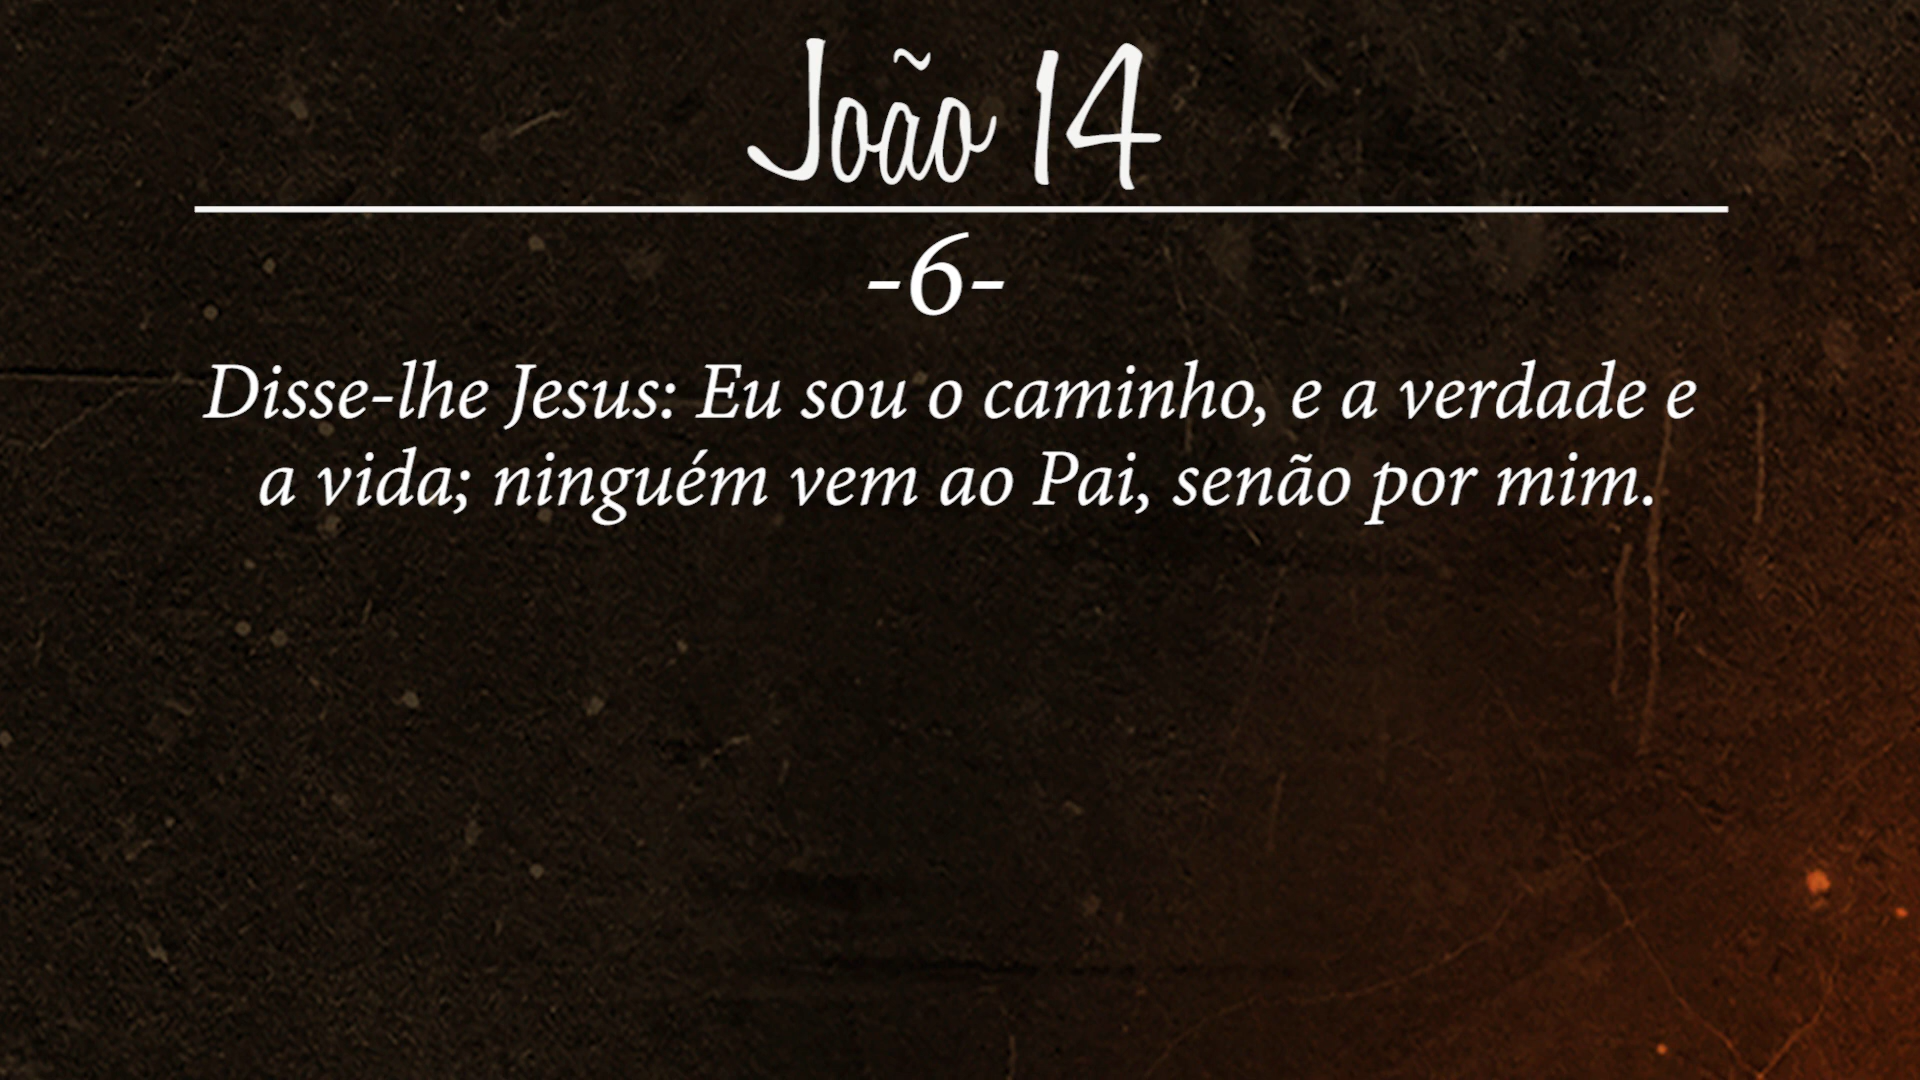 João 14
-6-
Disse-lhe Jesus: Eu sou o caminho, e a verdade e
a vida; ninguém vem ao Pai, senão por mim.